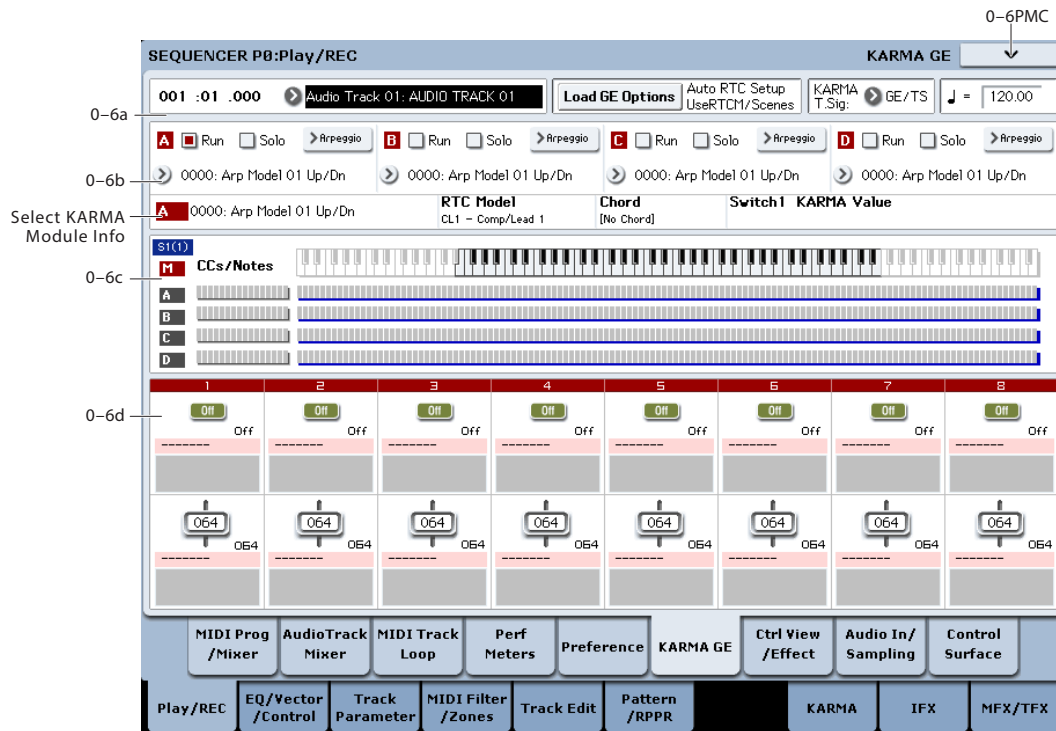 0–6PMC
SEQUENCER P0:Play/REC KARMA GE
001 :01 .000 Audio Track 01: AUDIO TRACK 01 Load GE Options Auto RTC Setup UseRTCM/Scenes KARMA T.Sig: GE/TS ♩ = 120.00
0–6a
A Run Solo >Arpeggio B Run Solo >Arpeggio C Run Solo >Arpeggio D Run Solo >Arpeggio
0–6b
0000: Arp Model 01 Up/Dn 0000: Arp Model 01 Up/Dn 0000: Arp Model 01 Up/Dn 0000: Arp Model 01 Up/Dn
Select KARMA
Module Info
A 0000: Arp Model 01 Up/Dn RTC Model Chord Switch1 KARMA Value
CL1 - Comp/Lead 1 [No Chord]
S1(1)
0–6c
M CCs/Notes
A
B
C
D
1 2 3 4 5 6 7 8
0–6d
Off Off Off Off Off Off Off Off
Off Off Off Off Off Off Off Off
------- ------- ------- ------- ------- ------- ------- -------
064 064 064 064 064 064 064 064
064 064 064 064 064 064 064 064
------- ------- ------- ------- ------- ------- ------- -------
MIDI Prog AudioTrack MIDI Track Perf Preference KARMA GE Ctrl View Audio In/ Control
/Mixer Mixer Loop Meters /Effect Sampling Surface
Play/REC EQ/Vector Track MIDI Filter Track Edit Pattern KARMA IFX MFX/TFX
/Control Parameter /Zones /RPPR